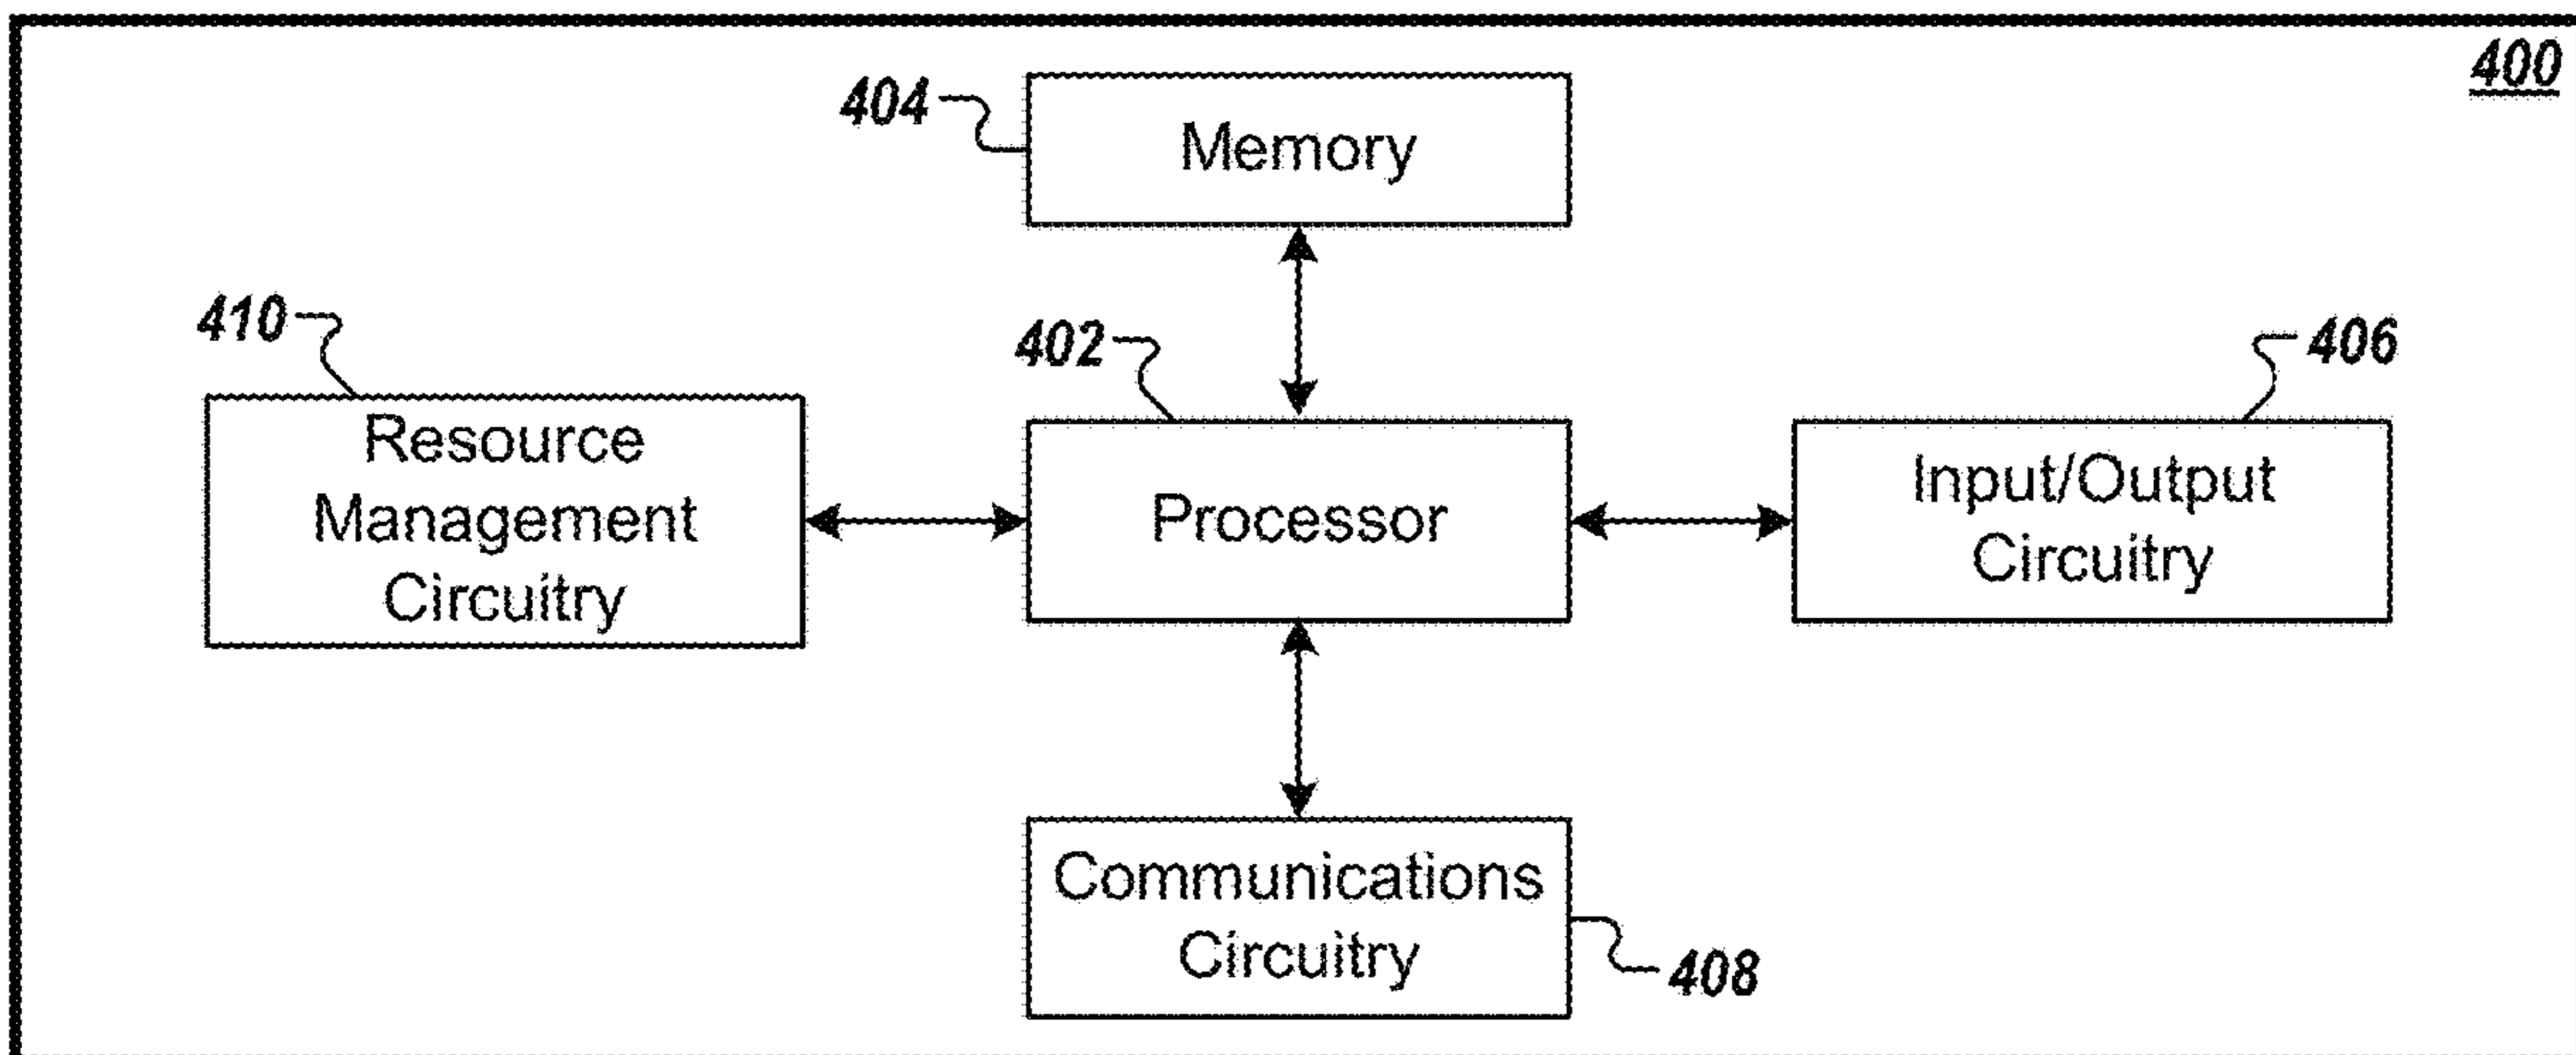 400
404
Memory
410
402
406
Resource
Management
Circuitry
Processor
Input/Output
Circuitry
Communications
Circuitry
408